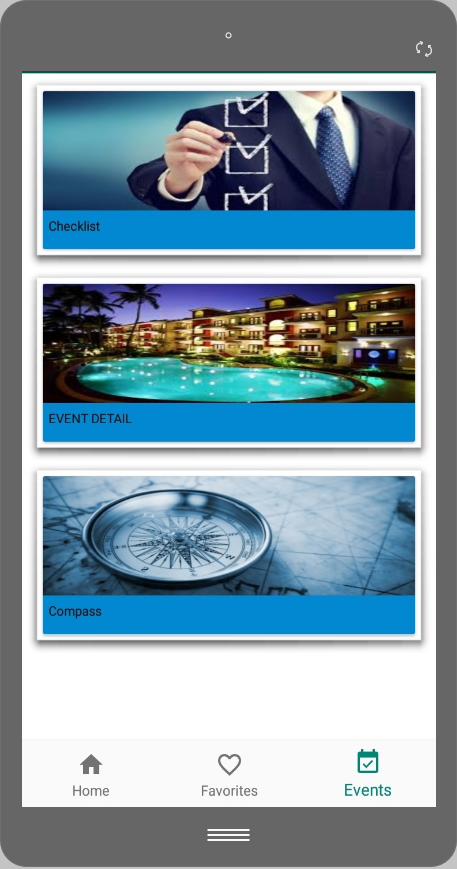 Checklist
EVENT DETAIL
Compass
Home
Favorites
Events